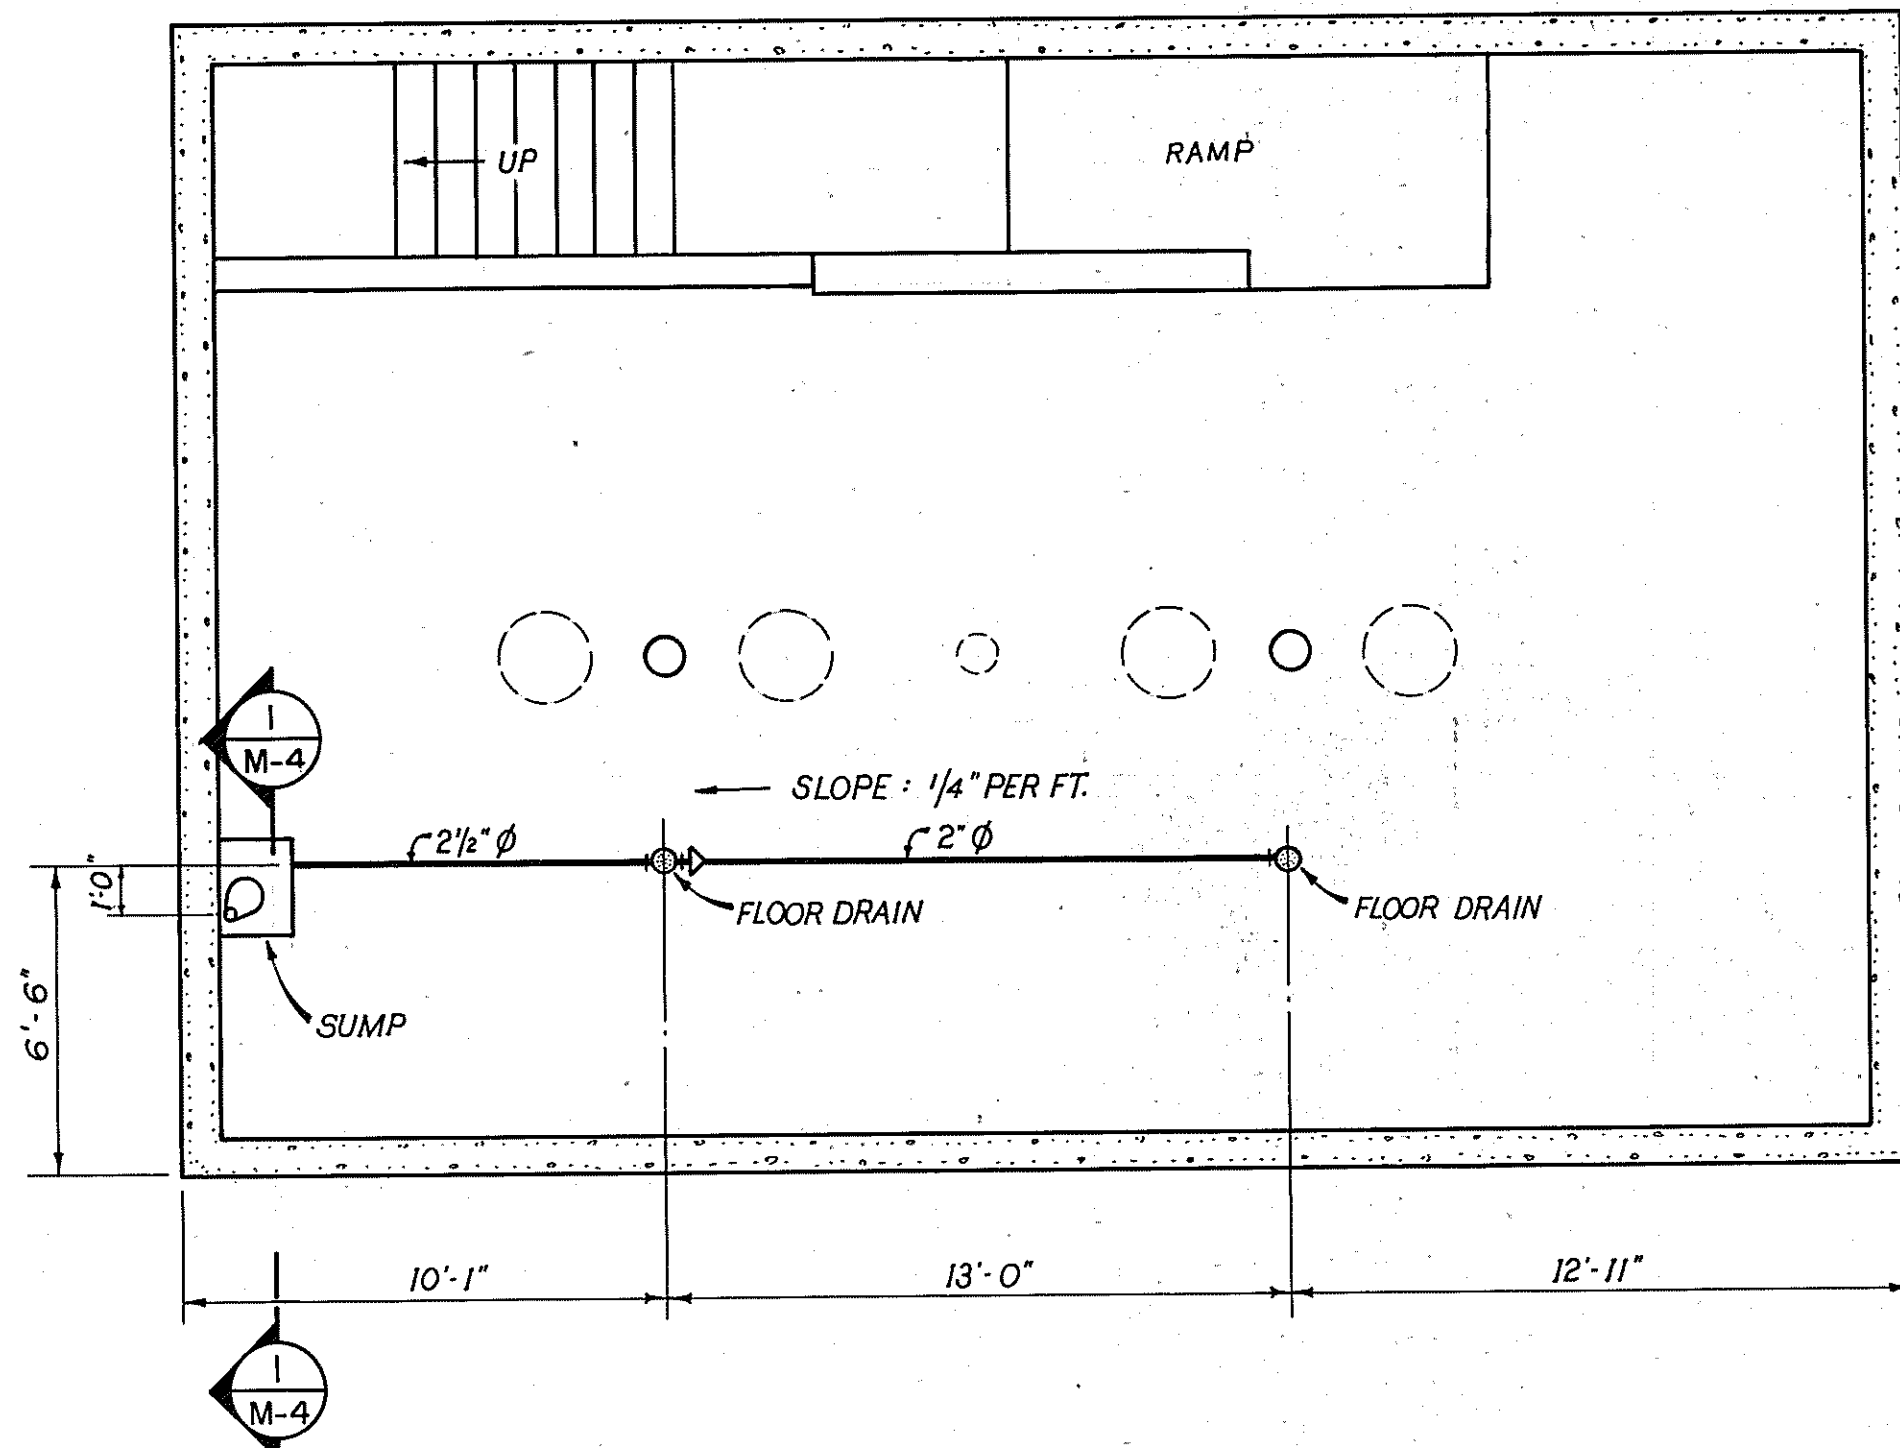 UP
RAMP
1
M-4
SLOPE : 1/4" PER FT.
2 1/2" Ø
2" Ø
1'-0"
FLOOR DRAIN
FLOOR DRAIN
6'-6"
SUMP
10'-1"
13'-0"
12'-11"
1
M-4